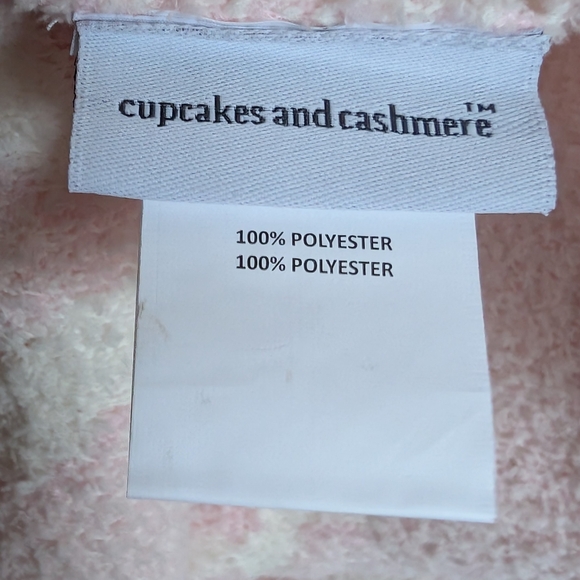 cupcakes and cashmere™
100% POLYESTER
100% POLYESTER